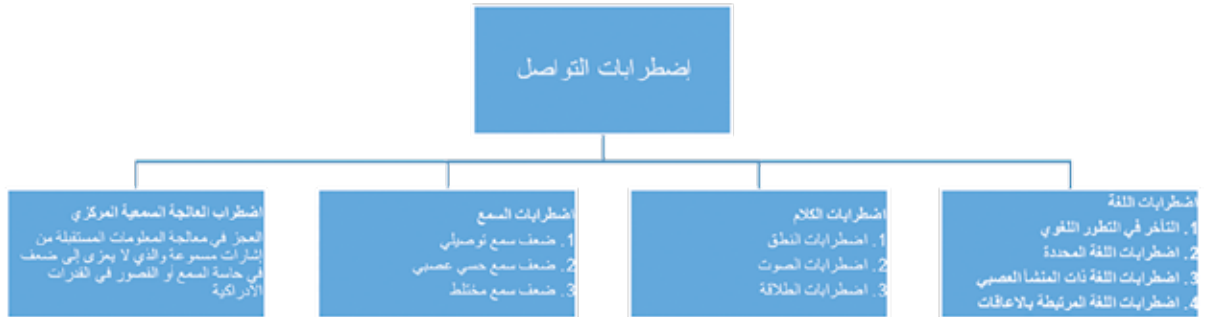 إضطرابات التواصل
اضطرابات اللغة
1. التأخر في التطور اللغوي
2. اضطرابات اللغة المحددة
3. اضطرابات اللغة ذات المنشأ العصبي
4. اضطرابات اللغة المرتبطة بالاعاقات
اضطرابات الكلام
1. اضطرابات النطق
2. اضطرابات الصوت
3. اضطرابات الطلاقة
اضطرابات السمع
1. ضعف سمع توصيلي
2. ضعف سمع حسي عصبي
3. ضعف سمع مختلط
اضطراب العالجة السمعية المركزي
العجز في معالجة المعلومات المستقبلة من
إشارات مسموعة والذي لا يعزى إلى ضعف
في حاسة السمع أو القصور في القدرات
الادراكية